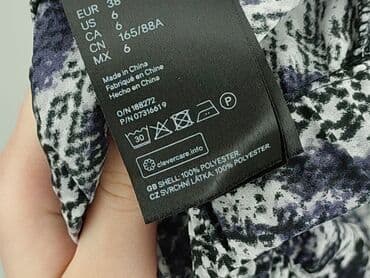 EUR 38
US 6
CA 6
CN 165/88A
MX 6
Made in China
Fabriqué en Chine
Hecho en China
O/N 188272
P/N 07316619
30
P
clevercare.info
GB SHELL: 100% POLYESTER.
CZ SVRCHNÍ LÁTKA: 100% POLYESTER.